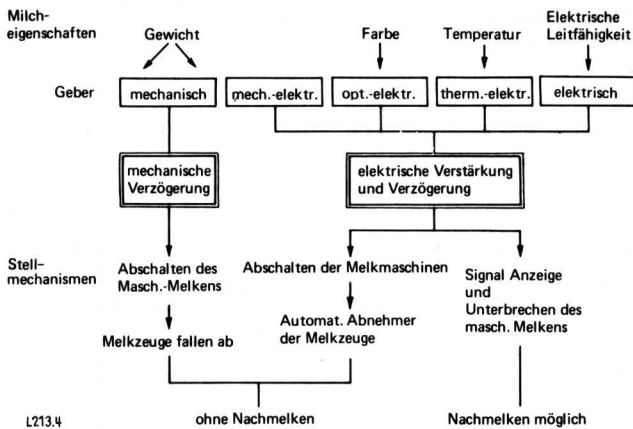 Milch-
eigenschaften
Gewicht
Farbe
Temperatur
Elektrische
Leitfähigkeit
Geber
mechanisch
mech.-elektr.
opt.-elektr.
therm.-elektr.
elektrisch
mechanische
Verzögerung
elektrische Verstärkung
und Verzögerung
Stell-
mechanismen
Abschalten des
Masch.-Melkens
Abschalten der Melkmaschinen
Signal Anzeige
und
Unterbrechen des
masch. Melkens
Melkzeuge fallen ab
Automat. Abnehmer
der Melkzeuge
L213.4
ohne Nachmelken
Nachmelken möglich